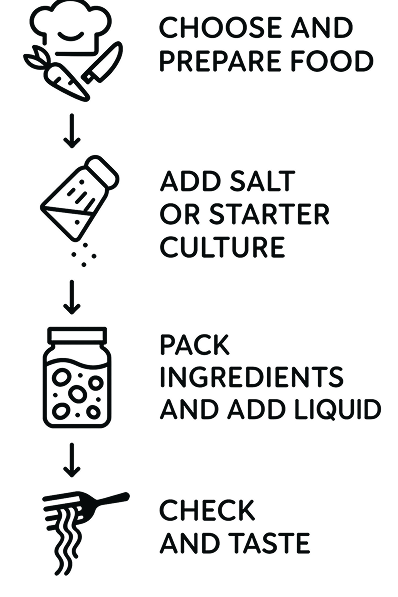 CHOOSE AND
PREPARE FOOD
ADD SALT
OR STARTER
CULTURE
PACK
INGREDIENTS
AND ADD LIQUID
CHECK
AND TASTE